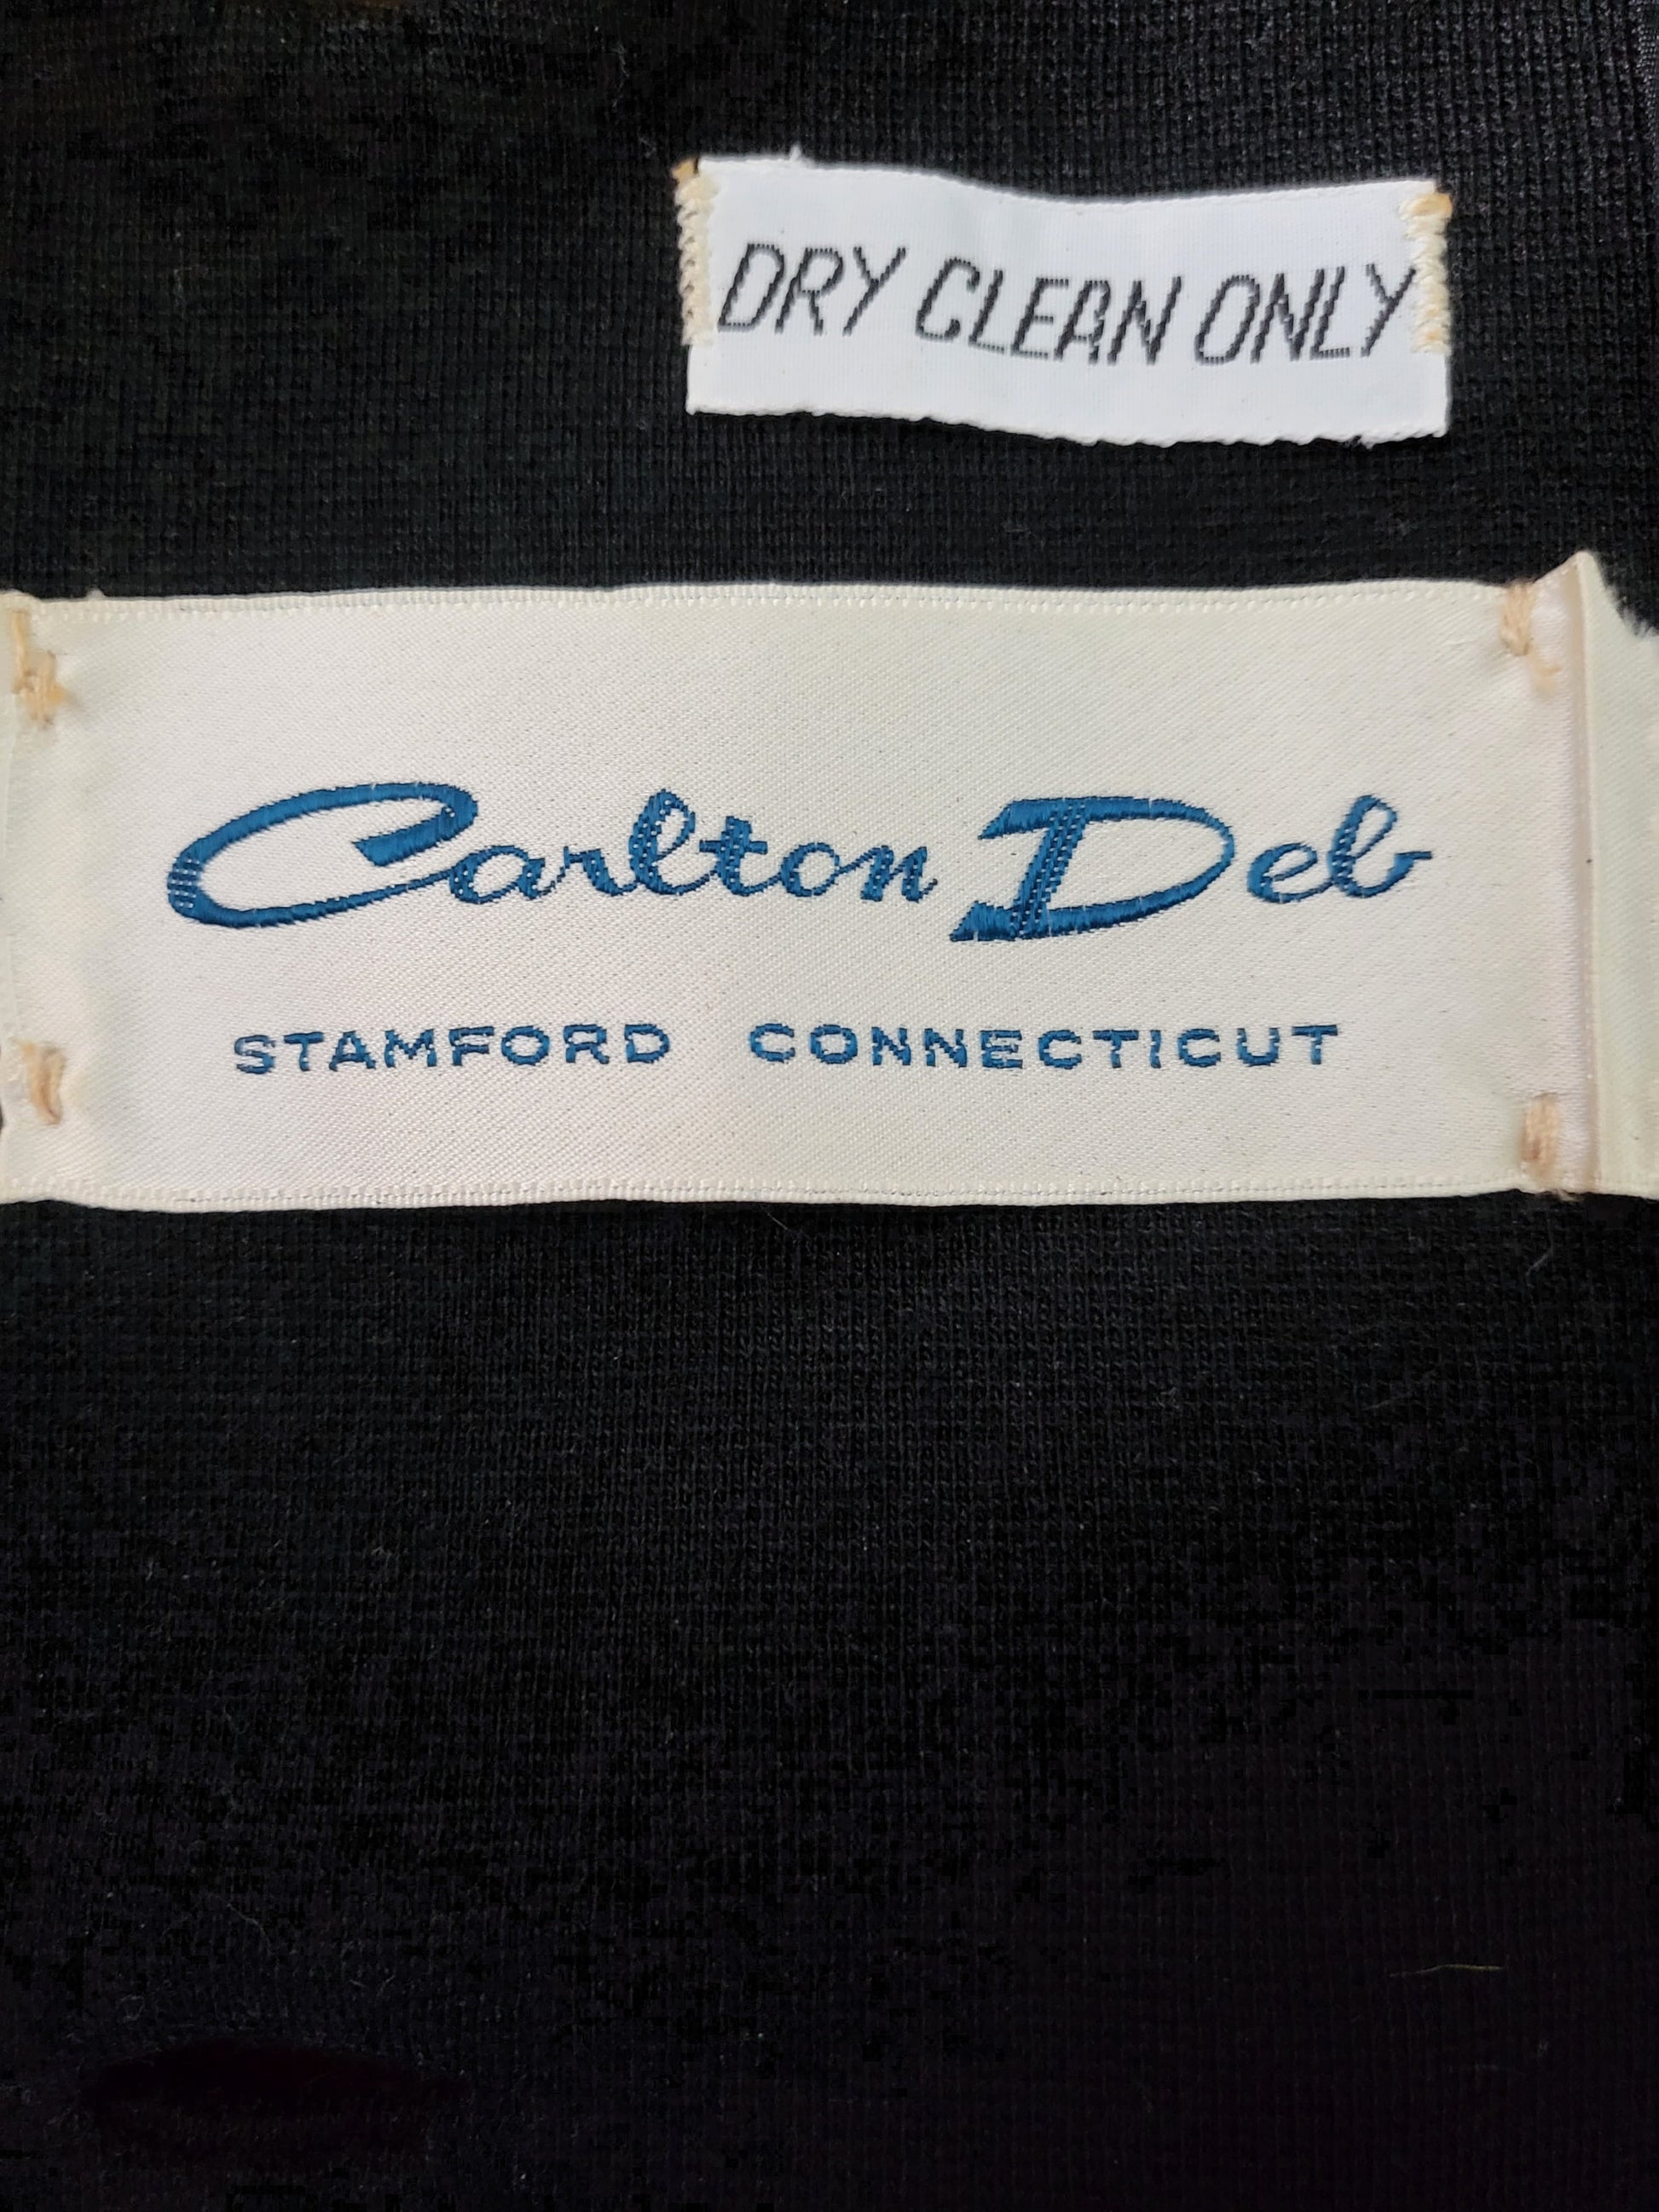 DRY CLEAN ONLY
Carlton Deb
STAMFORD CONNECTICUT